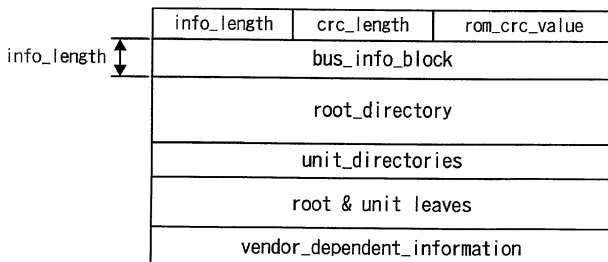 info_length crc_length rom_crc_value
info_length bus_info_block
root_directory
unit_directories
root & unit leaves
vendor_dependent_information